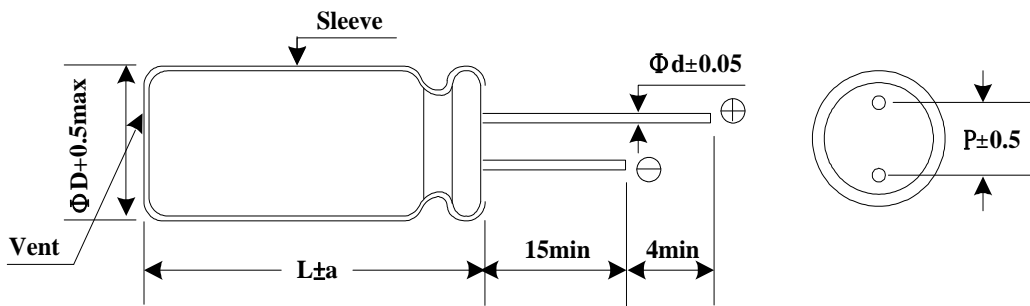 Sleeve
Φd±0.05
⊕
ΦD+0.5max
P±0.5
⊖
Vent
15min
4min
L±a